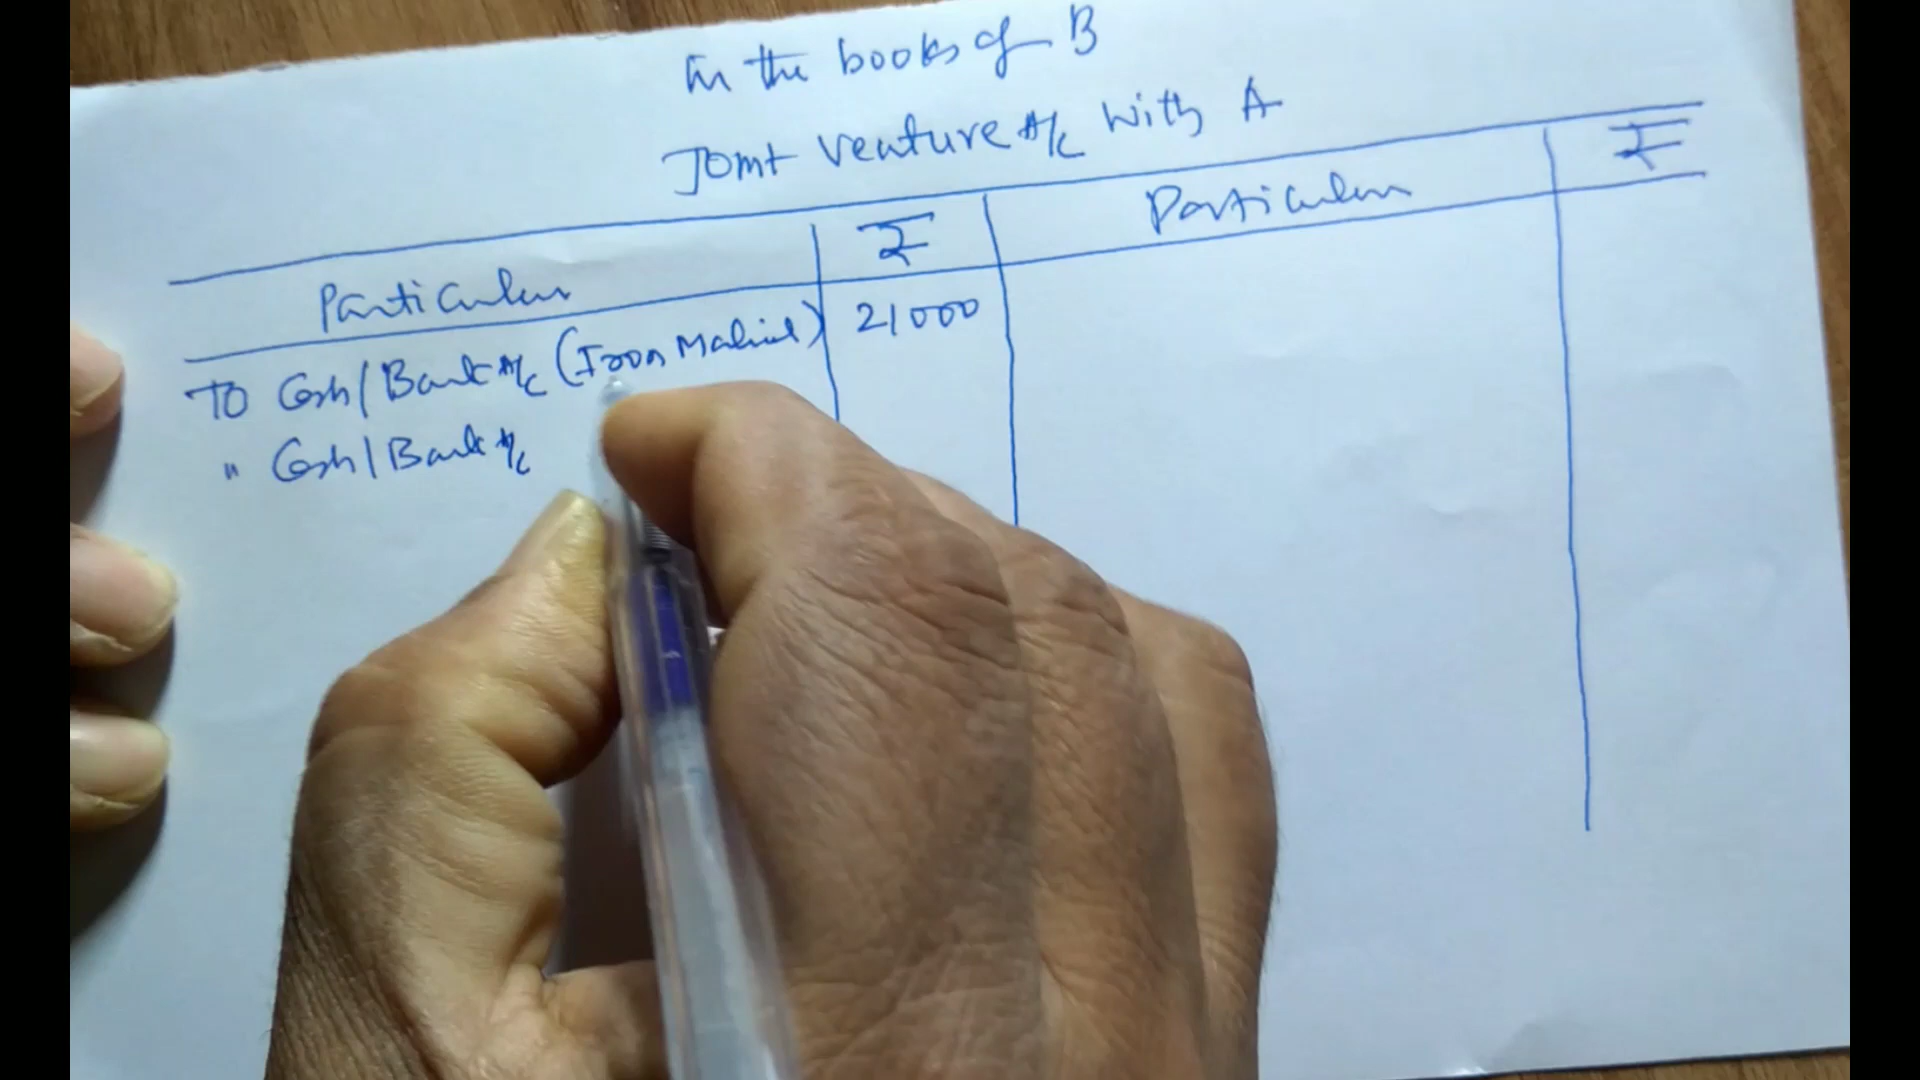 In the books of B
Joint Venture A/c With A
Particulars ₹ Particulars ₹
To Cash/Bank A/c (Iron Material) 21000
" Cash/Bank A/c